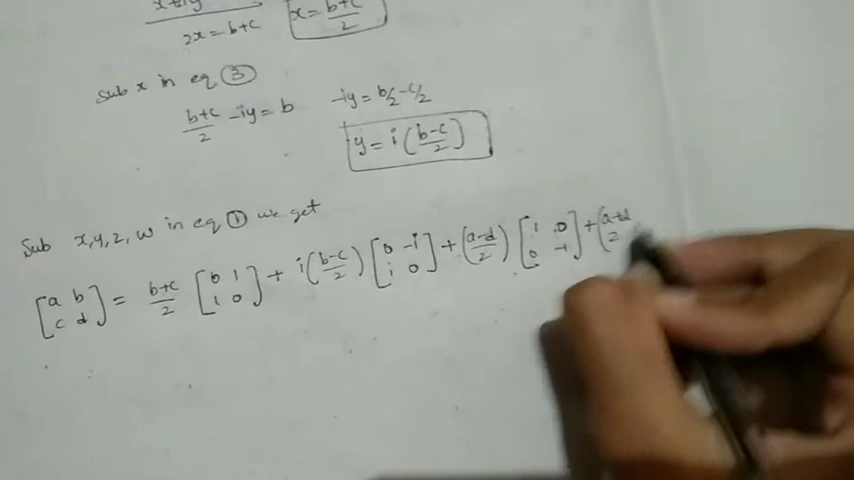 2x = b+c  x = b+c/2
Sub x in eq ③
b+c/2 - iy = b  -iy = b/2 - c/2
y = i(b-c/2)
Sub x,y,z,w in eq ① we get
[a b; c d] = b+c/2 [0 1; 1 0] + i(b-c/2) [0 -i; i 0] + (a-d/2) [1 0; 0 -1] + (a+d/2